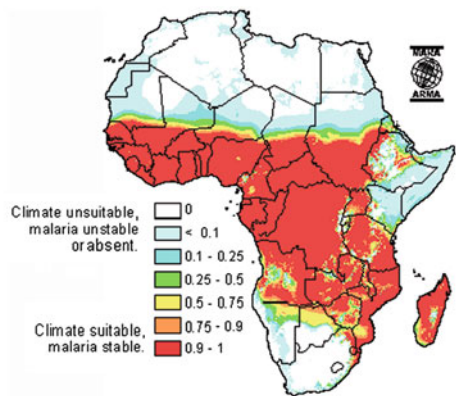 MARA
ARMA
Climate unsuitable,
malaria unstable
or absent.
Climate suitable,
malaria stable.
0
< 0.1
0.1 - 0.25
0.25 - 0.5
0.5 - 0.75
0.75 - 0.9
0.9 - 1